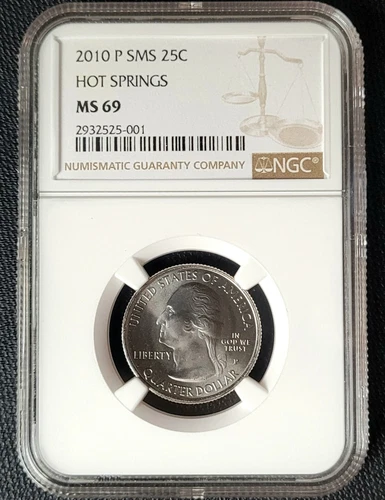 2010 P SMS 25C
HOT SPRINGS
MS 69
2932525-001
NUMISMATIC GUARANTY COMPANY
NGC®
UNITED STATES OF AMERICA
IN
GOD WE
TRUST
LIBERTY
P
QUARTER DOLLAR